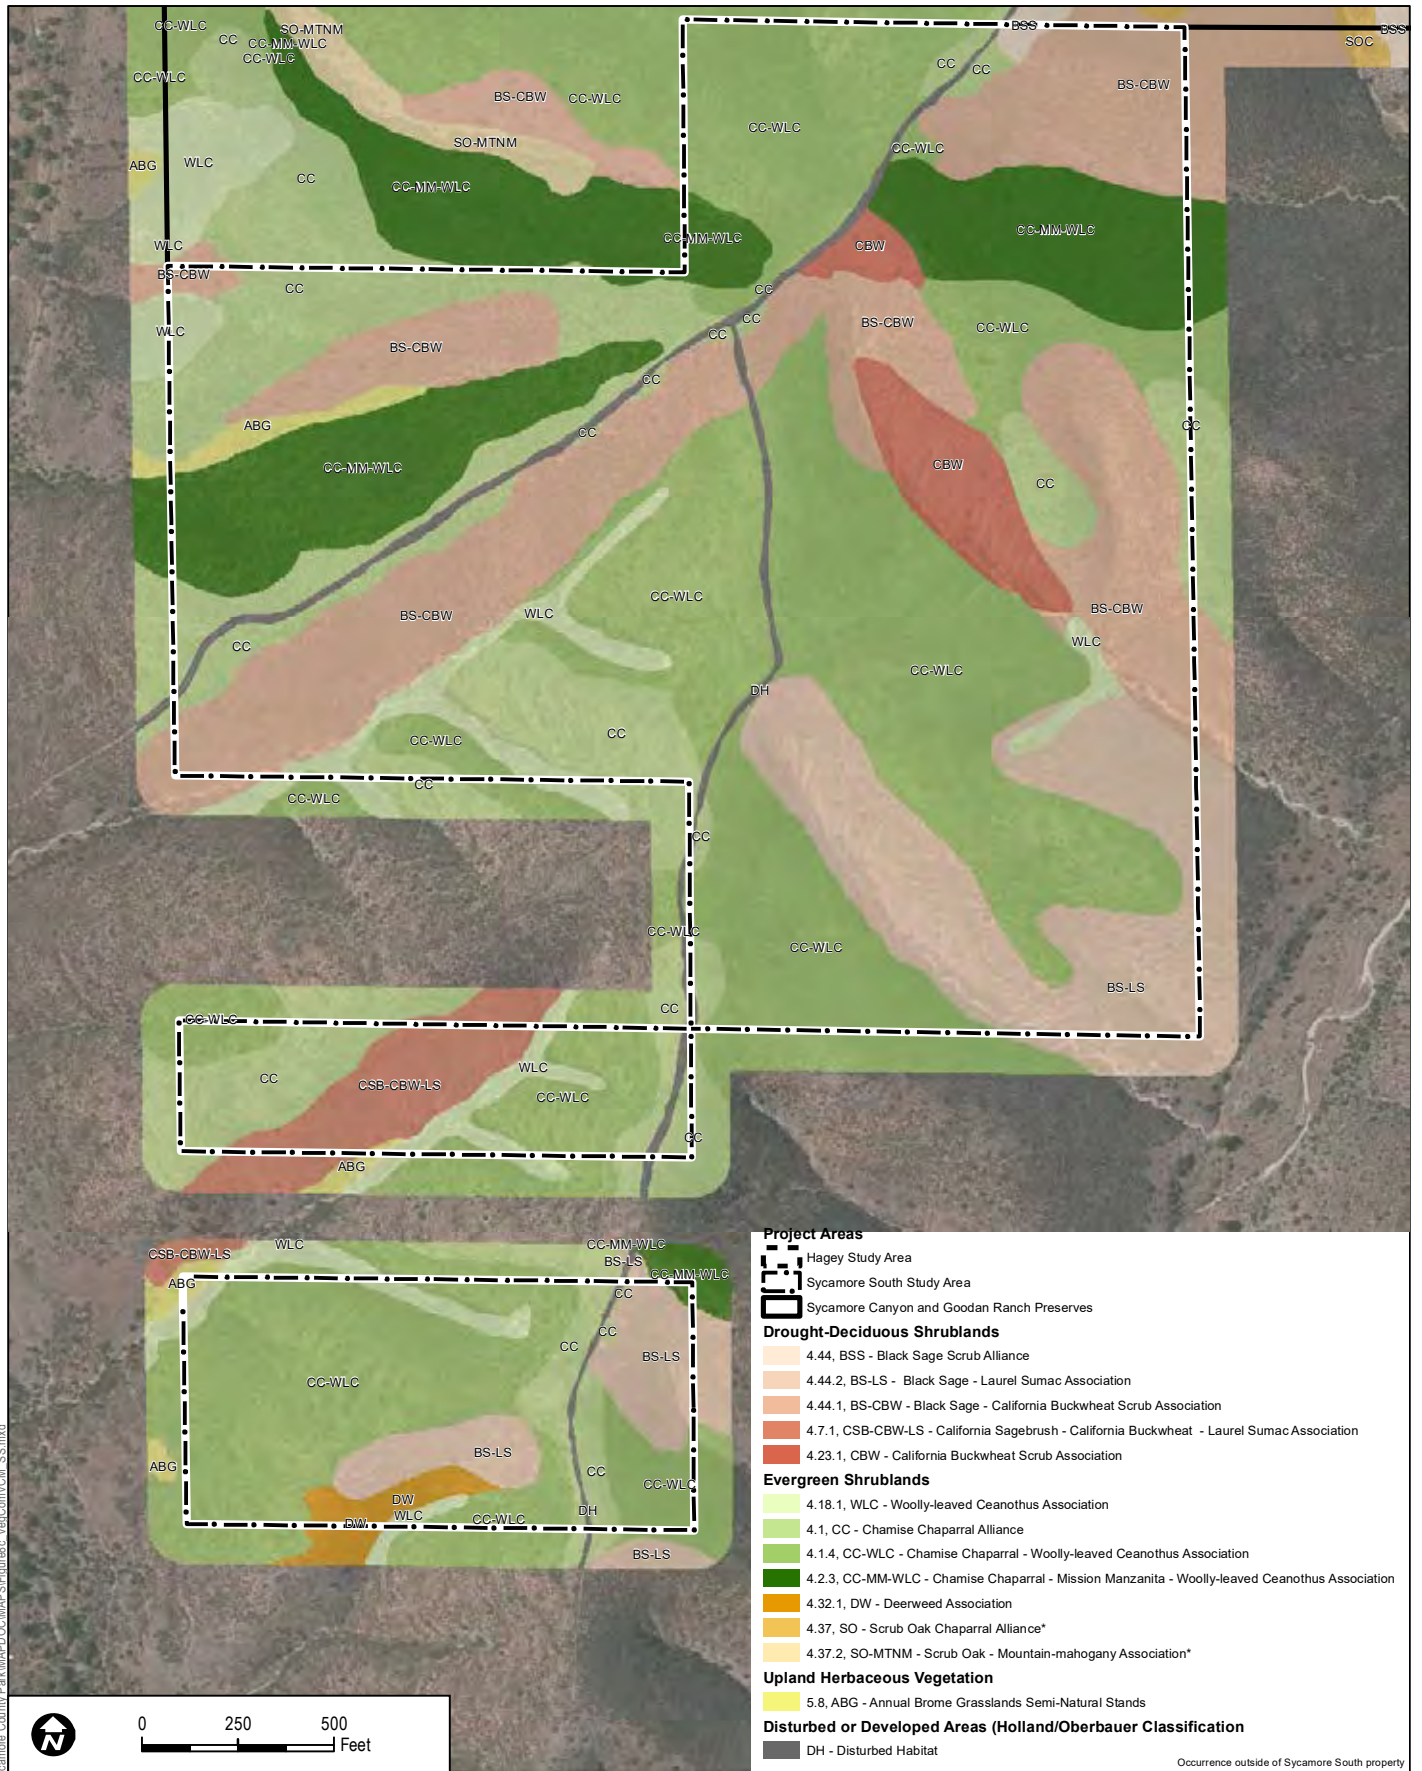 CC-WLC
CC
SO-MTNM
CC-MM-WLC
CC-WLC
CC-WLC
BSS
BSS
SOC
CC
CC
BS-CBW
CC-WLC
BS-CBW
CC-WLC
SO-MTNM
CC-WLC
ABG
WLC
CC
CC-MM-WLC
CC-MM-WLC
CC-MM-WLC
WLC
CBW
BS-CBW
CC
CC
CC
CC
BS-CBW
CC-WLC
WLC
BS-CBW
CC
ABG
CC
CC
CC-MM-WLC
CBW
CC
BS-CBW
WLC
CC-WLC
BS-CBW
WLC
CC
CC-WLC
DH
CC-WLC
CC
CC
CC-WLC
CC
CC-WLC
CC-WLC
BS-LS
CC
CC-WLC
CC
CSB-CBW-LS
WLC
CC-WLC
CC
ABG
CSB-CBW-LS
WLC
CC-MM-WLC
BS-LS
CC-MM-WLC
ABG
CC
CC
CC
BS-LS
CC-WLC
BS-LS
ABG
CC
CC-WLC
DW
WLC
DW
CC-WLC
DH
BS-LS
Project Areas
Hagey Study Area
Sycamore South Study Area
Sycamore Canyon and Goodan Ranch Preserves
Drought-Deciduous Shrublands
4.44, BSS - Black Sage Scrub Alliance
4.44.2, BS-LS - Black Sage - Laurel Sumac Association
4.44.1, BS-CBW - Black Sage - California Buckwheat Scrub Association
4.7.1, CSB-CBW-LS - California Sagebrush - California Buckwheat - Laurel Sumac Association
4.23.1, CBW - California Buckwheat Scrub Association
Evergreen Shrublands
4.18.1, WLC - Woolly-leaved Ceanothus Association
4.1, CC - Chamise Chaparral Alliance
4.1.4, CC-WLC - Chamise Chaparral - Woolly-leaved Ceanothus Association
4.2.3, CC-MM-WLC - Chamise Chaparral - Mission Manzanita - Woolly-leaved Ceanothus Association
4.32.1, DW - Deerweed Association
4.37, SO - Scrub Oak Chaparral Alliance*
4.37.2, SO-MTNM - Scrub Oak - Mountain-mahogany Association*
Upland Herbaceous Vegetation
5.8, ABG - Annual Brome Grasslands Semi-Natural Stands
Disturbed or Developed Areas (Holland/Oberbauer Classification
DH - Disturbed Habitat
Occurrence outside of Sycamore South property
N
0 250 500
Feet